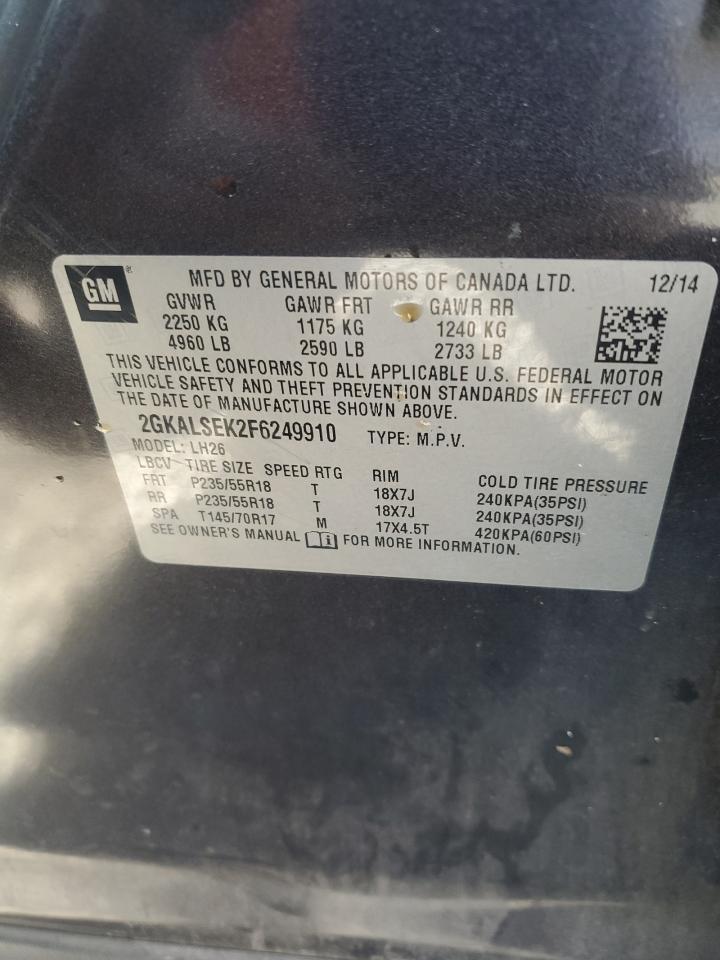 GM
MFD BY GENERAL MOTORS OF CANADA LTD. 12/14
GVWR GAWR FRT GAWR RR
2250 KG 1175 KG 1240 KG
4960 LB 2590 LB 2733 LB
THIS VEHICLE CONFORMS TO ALL APPLICABLE U.S. FEDERAL MOTOR
VEHICLE SAFETY AND THEFT PREVENTION STANDARDS IN EFFECT ON
THE DATE OF MANUFACTURE SHOWN ABOVE.
2GKALSEK2F6249910 TYPE: M.P.V.
MODEL: LH26
LBCV TIRE SIZE SPEED RTG RIM COLD TIRE PRESSURE
FRT P235/55R18 T 18X7J 240KPA(35PSI)
RR P235/55R18 T 18X7J 240KPA(35PSI)
SPA T145/70R17 M 17X4.5T 420KPA(60PSI)
SEE OWNER'S MANUAL FOR MORE INFORMATION.